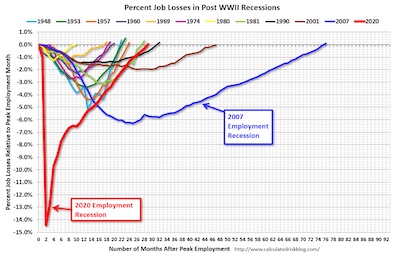 Percent Job Losses in Post WWII Recessions
1948 1953 1957 1960 1969 1974 1980 1981 1990 2001 2007 2020
Percent Job Losses Relative to Peak Employment Month
1.0%
0.0%
-1.0%
-2.0%
-3.0%
-4.0%
-5.0%
-6.0%
-7.0%
-8.0%
-9.0%
-10.0%
-11.0%
-12.0%
-13.0%
-14.0%
-15.0%
2007
Employment
Recession
2020 Employment
Recession
0 2 4 6 8 10 12 14 16 18 20 22 24 26 28 30 32 34 36 38 40 42 44 46 48 50 52 54 56 58 60 62 64 66 68 70 72 74 76 78 80 82 84 86 88 90 92
Number of Months After Peak Employment http://www.calculatedriskblog.com/